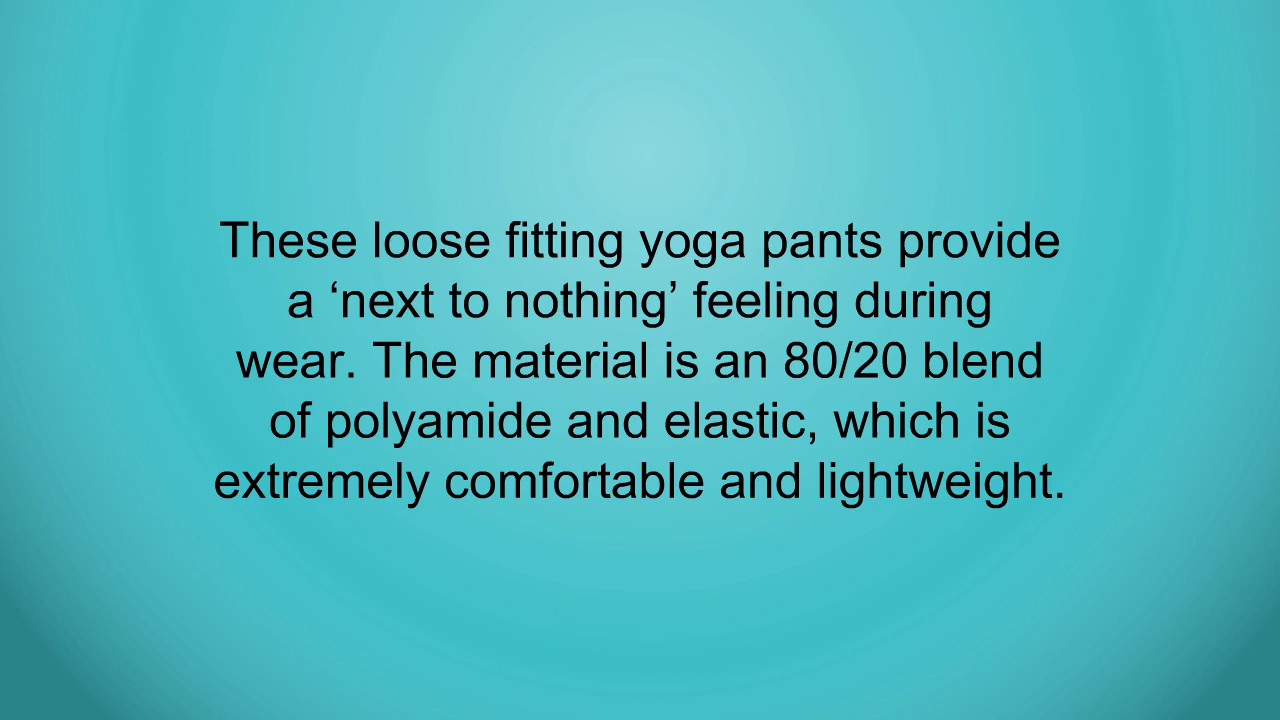 These loose fitting yoga pants provide
a ‘next to nothing’ feeling during
wear. The material is an 80/20 blend
of polyamide and elastic, which is
extremely comfortable and lightweight.